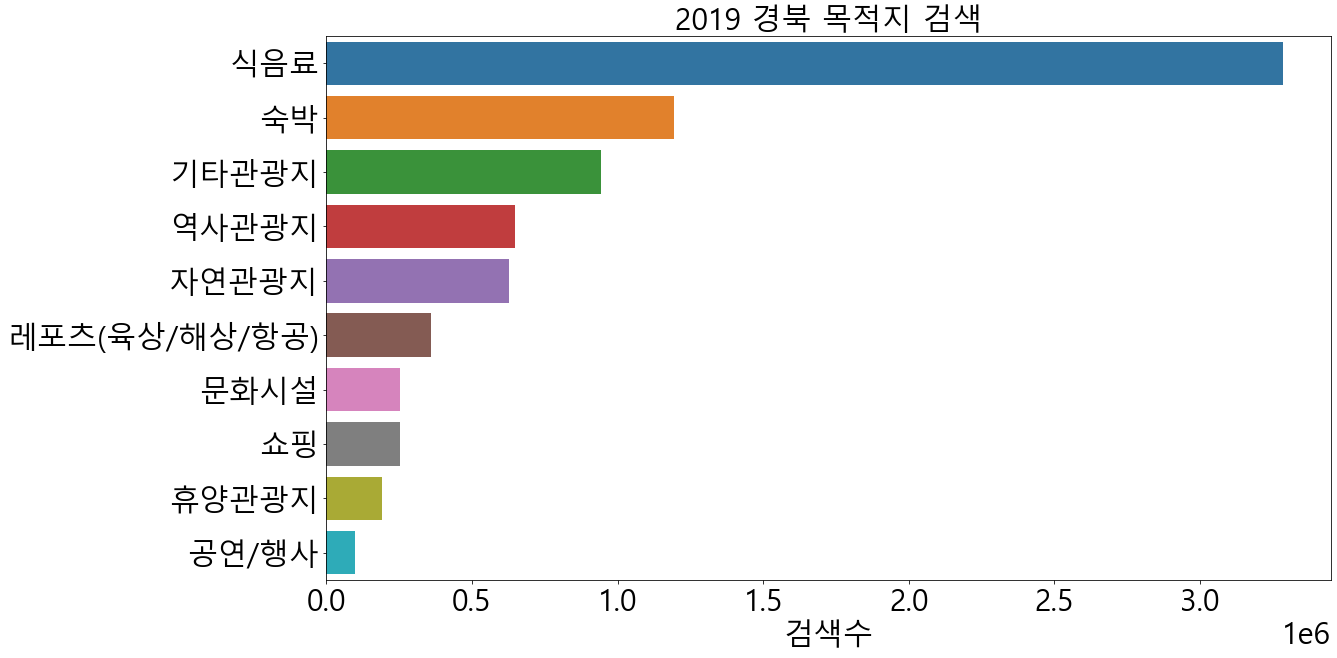 2019 경북 목적지 검색
식음료
숙박
기타관광지
역사관광지
자연관광지
레포츠(육상/해상/항공)
문화시설
쇼핑
휴양관광지
공연/행사
0.0 0.5 1.0 1.5 2.0 2.5 3.0
검색수
1e6